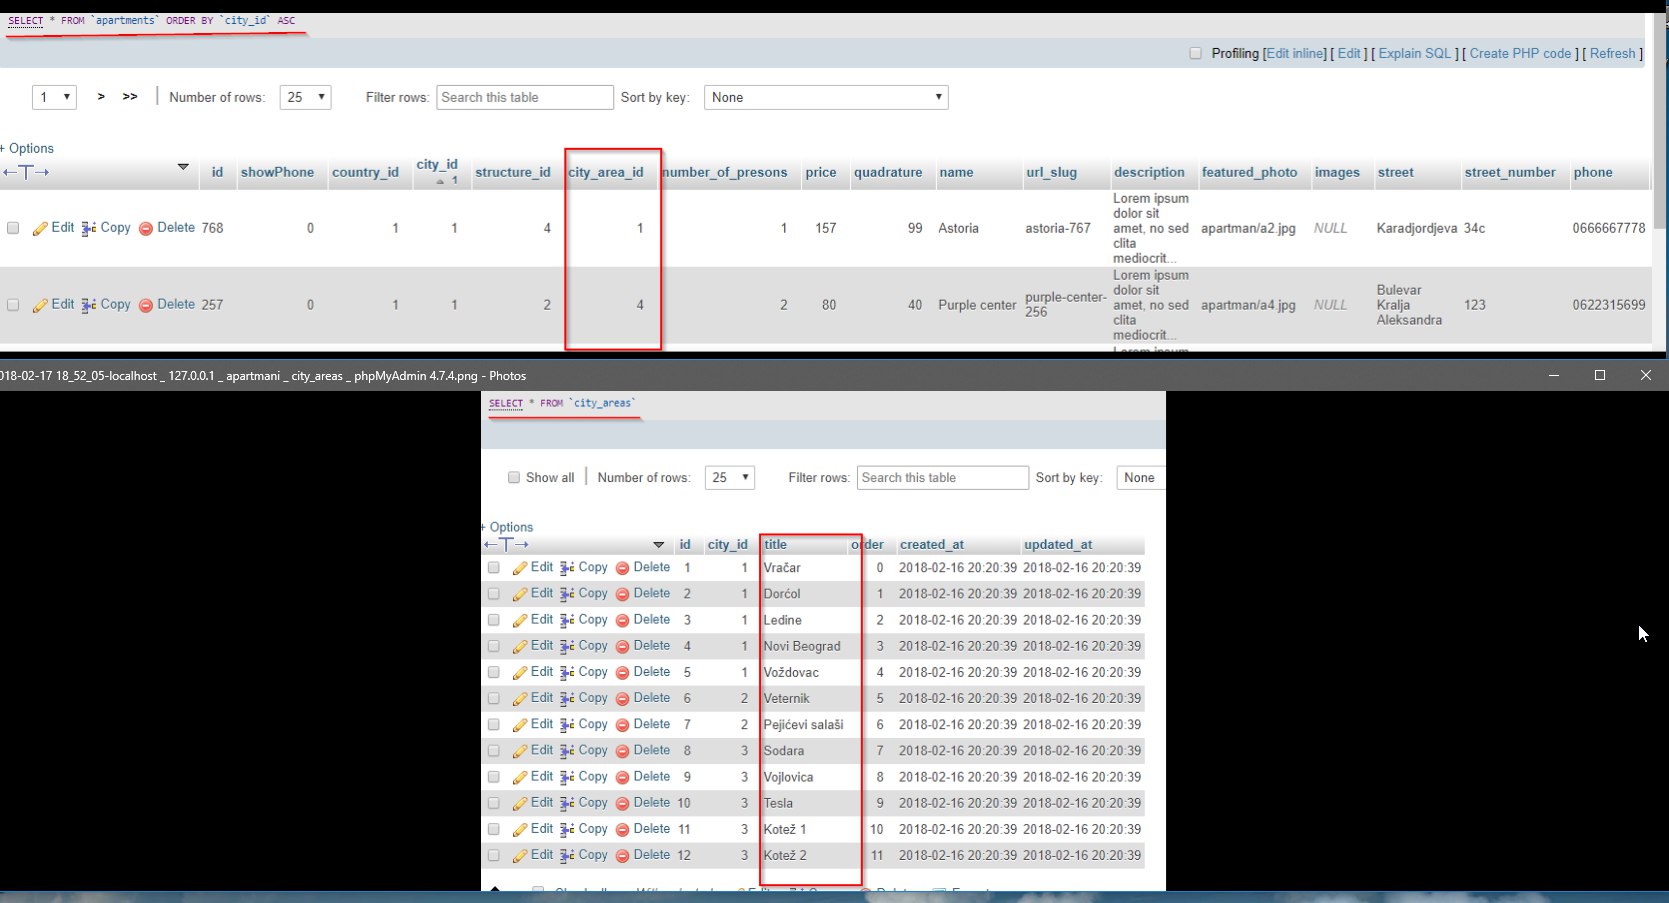 SELECT * FROM `apartments` ORDER BY `city_id` ASC
Profiling [Edit inline] [ Edit ] [ Explain SQL ] [ Create PHP code ] [ Refresh ]
1 > >> Number of rows: 25 Filter rows: Search this table Sort by key: None
+ Options
←T→ id showPhone country_id city_id 1 structure_id city_area_id number_of_presons price quadrature name url_slug description featured_photo images street street_number phone
Edit Copy Delete 768 0 1 1 4 1 1 157 99 Astoria astoria-767 Lorem ipsum dolor sit amet, no sed clita mediocrit... apartman/a2.jpg NULL Karadjordjeva 34c 0666667778
Edit Copy Delete 257 0 1 1 2 4 2 80 40 Purple center purple-center-256 Lorem ipsum dolor sit amet, no sed clita mediocrit... apartman/a4.jpg NULL Bulevar Kralja Aleksandra 123 0622315699
Lorem ipsum
018-02-17 18_52_05-localhost _ 127.0.0.1 _ apartmani _ city_areas _ phpMyAdmin 4.7.4.png - Photos
SELECT * FROM `city_areas`
Show all Number of rows: 25 Filter rows: Search this table Sort by key: None
+ Options
←T→ id city_id title order created_at updated_at
Edit Copy Delete 1 1 Vračar 0 2018-02-16 20:20:39 2018-02-16 20:20:39
Edit Copy Delete 2 1 Dorćol 1 2018-02-16 20:20:39 2018-02-16 20:20:39
Edit Copy Delete 3 1 Ledine 2 2018-02-16 20:20:39 2018-02-16 20:20:39
Edit Copy Delete 4 1 Novi Beograd 3 2018-02-16 20:20:39 2018-02-16 20:20:39
Edit Copy Delete 5 1 Voždovac 4 2018-02-16 20:20:39 2018-02-16 20:20:39
Edit Copy Delete 6 2 Veternik 5 2018-02-16 20:20:39 2018-02-16 20:20:39
Edit Copy Delete 7 2 Pejićevi salaši 6 2018-02-16 20:20:39 2018-02-16 20:20:39
Edit Copy Delete 8 3 Sodara 7 2018-02-16 20:20:39 2018-02-16 20:20:39
Edit Copy Delete 9 3 Vojlovica 8 2018-02-16 20:20:39 2018-02-16 20:20:39
Edit Copy Delete 10 3 Tesla 9 2018-02-16 20:20:39 2018-02-16 20:20:39
Edit Copy Delete 11 3 Kotež 1 10 2018-02-16 20:20:39 2018-02-16 20:20:39
Edit Copy Delete 12 3 Kotež 2 11 2018-02-16 20:20:39 2018-02-16 20:20:39